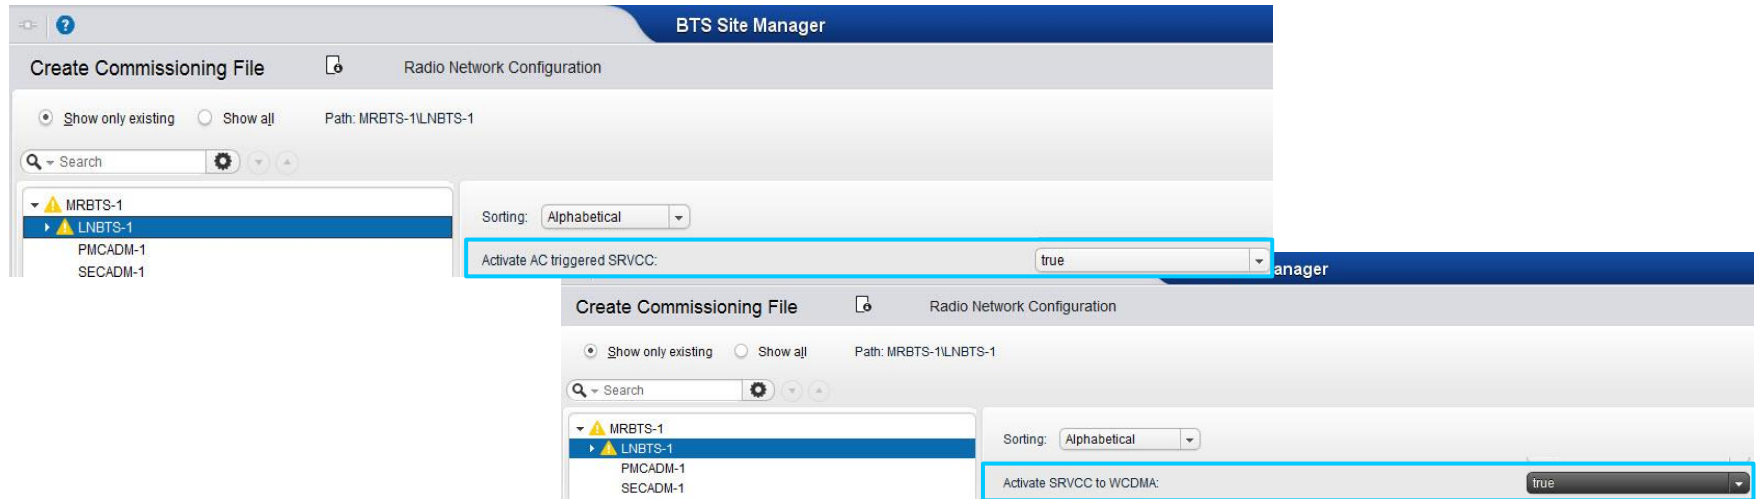 BTS Site Manager
Create Commissioning File Radio Network Configuration
Show only existing Show all Path: MRBTS-1\LNBTS-1
Search
MRBTS-1
LNBTS-1
PMCADM-1
SECADM-1
Sorting: Alphabetical
Activate AC triggered SRVCC: true
anager
Create Commissioning File Radio Network Configuration
Show only existing Show all Path: MRBTS-1\LNBTS-1
Search
MRBTS-1
LNBTS-1
PMCADM-1
SECADM-1
Sorting: Alphabetical
Activate SRVCC to WCDMA: true